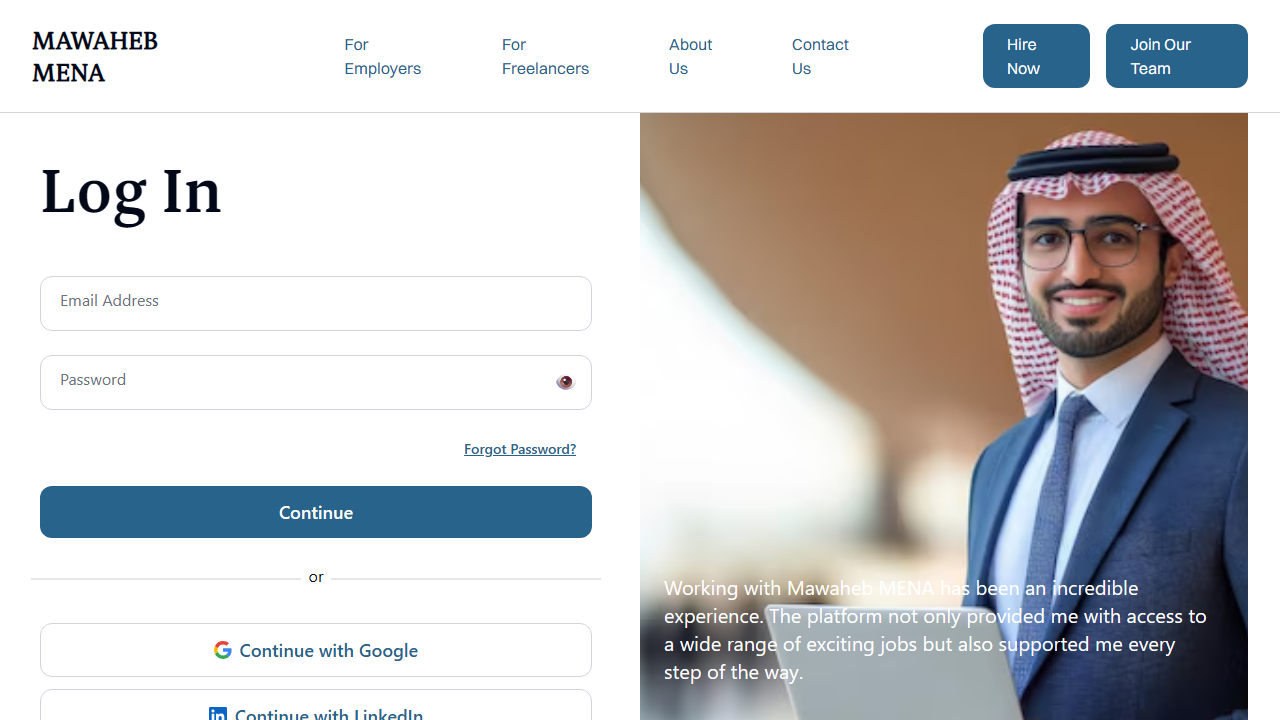 MAWAHEB
MENA
For
Employers
For
Freelancers
About
Us
Contact
Us
Hire
Now
Join Our
Team
Log In
Email Address
Password
Forgot Password?
Continue
or
Continue with Google
Continue with LinkedIn
Working with Mawaheb MENA has been an incredible
experience. The platform not only provided me with access to
a wide range of exciting jobs but also supported me every
step of the way.